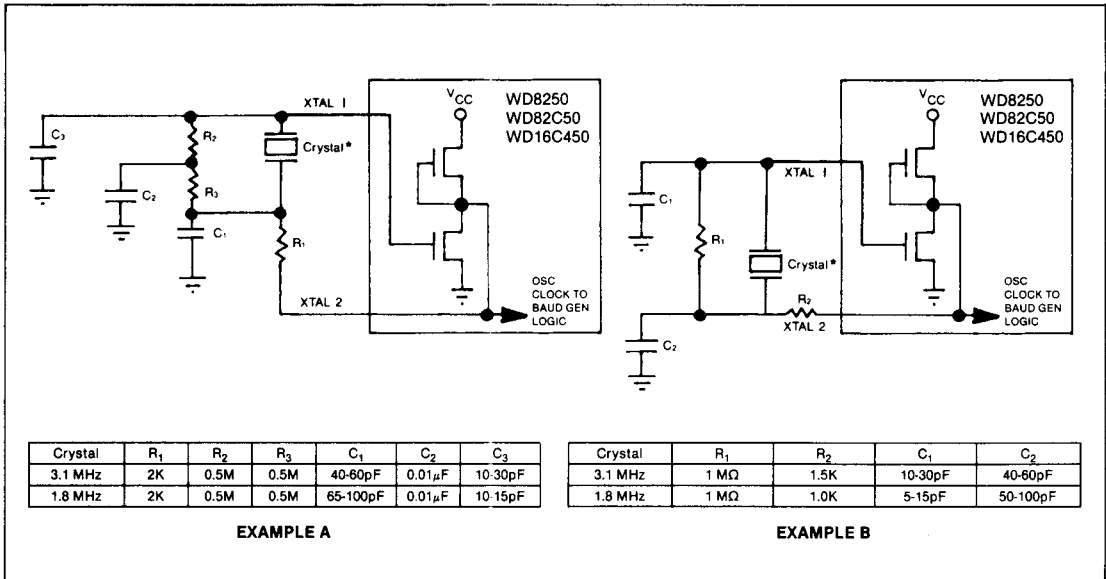 XTAL 1
C3
R2
Crystal*
C2
R3
C1
R1
XTAL 2
VCC
WD8250
WD82C50
WD16C450
OSC
CLOCK TO
BAUD GEN
LOGIC
Crystal R1 R2 R3 C1 C2 C3
3.1 MHz 2K 0.5M 0.5M 40-60pF 0.01μF 10-30pF
1.8 MHz 2K 0.5M 0.5M 65-100pF 0.01μF 10-15pF
EXAMPLE A
VCC
WD8250
WD82C50
WD16C450
XTAL 1
C1
R1
Crystal*
R2
XTAL 2
C2
OSC
CLOCK TO
BAUD GEN
LOGIC
Crystal R1 R2 C1 C2
3.1 MHz 1 MΩ 1.5K 10-30pF 40-60pF
1.8 MHz 1 MΩ 1.0K 5-15pF 50-100pF
EXAMPLE B